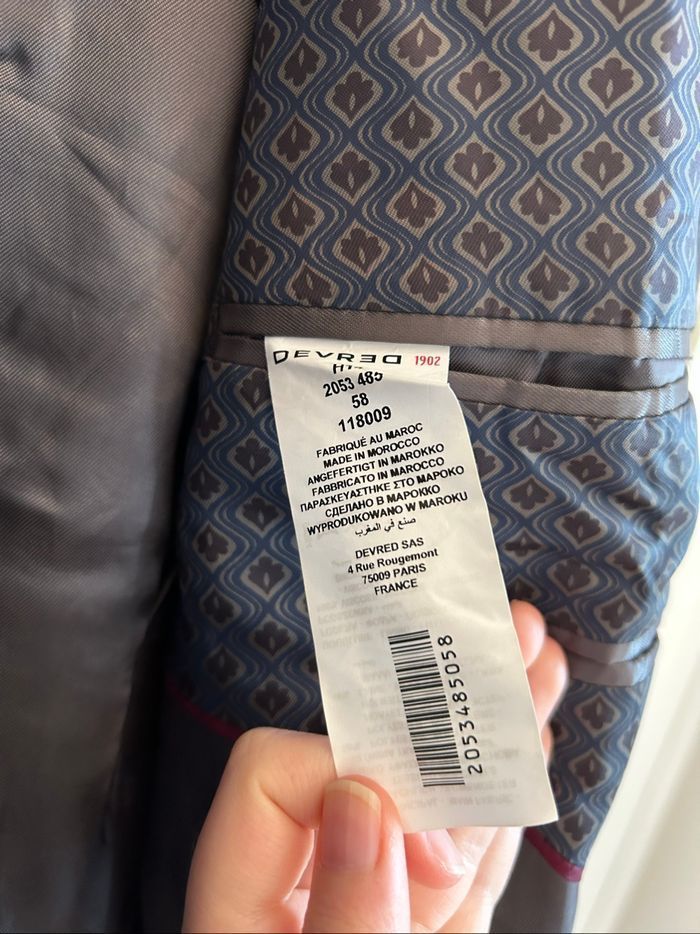 DEVRED 1902
2053 485
58
118009
FABRIQUÉ AU MAROC
MADE IN MOROCCO
ANGEFERTIGT IN MAROKKO
FABBRICATO IN MAROCCO
ΠΑΡΑΣΚΕΥΑΣΤΗΚΕ ΣΤΟ ΜΑΡΟΚΟ
СДЕЛАНО В МАРОККО
WYPRODUKOWANO W MAROKU
صنع في المغرب
DEVRED SAS
4 Rue Rougemont
75009 PARIS
FRANCE
2053485058